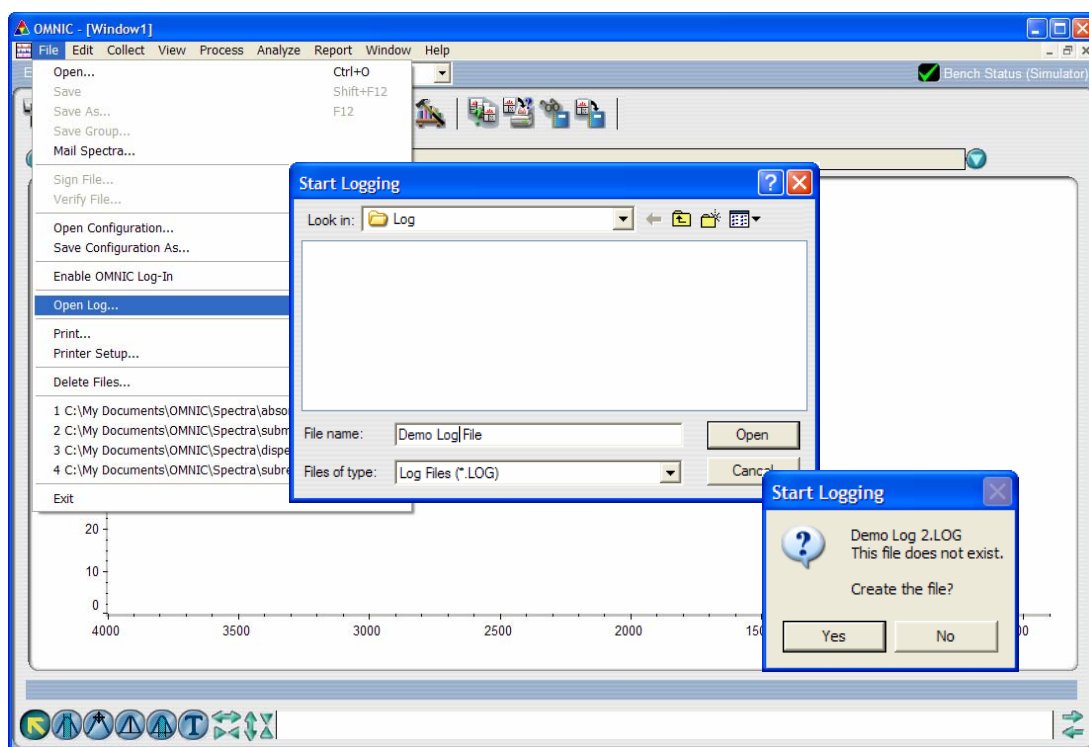 OMNIC - [Window1]
File Edit Collect View Process Analyze Report Window Help
Bench Status (Simulator)
Open... Ctrl+O
Save Shift+F12
Save As... F12
Save Group...
Mail Spectra...
Sign File...
Verify File...
Open Configuration...
Save Configuration As...
Enable OMNIC Log-In
Open Log...
Print...
Printer Setup...
Delete Files...
1 C:\My Documents\OMNIC\Spectra\abso
2 C:\My Documents\OMNIC\Spectra\subm
3 C:\My Documents\OMNIC\Spectra\dispe
4 C:\My Documents\OMNIC\Spectra\subre
Exit
Start Logging
Look in: Log
File name: Demo Log File
Open
Files of type: Log Files (*.LOG)
Start Logging
Demo Log 2.LOG
This file does not exist.
Create the file?
Yes No
20
10
0
4000 3500 3000 2500 2000
T